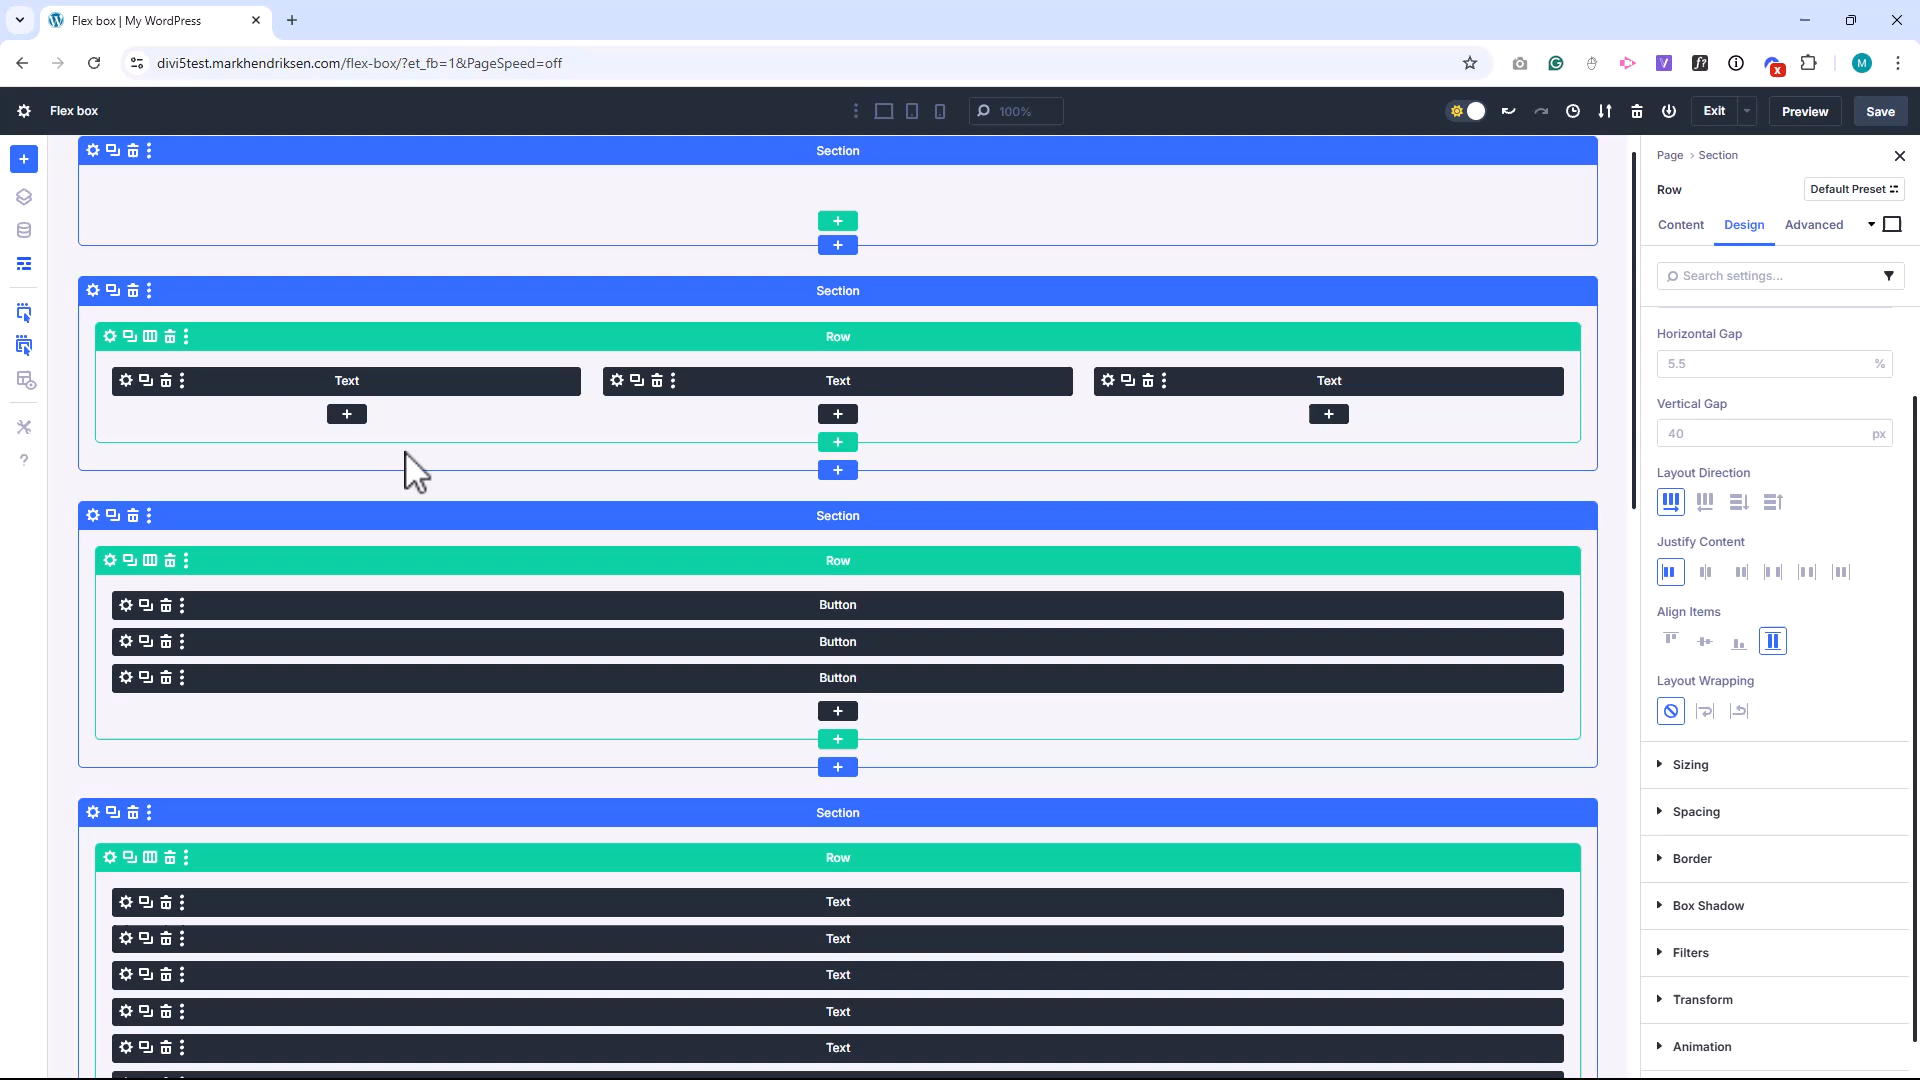 Flex box | My WordPress
divi5test.markhendriksen.com/flex-box/?et_fb=1&PageSpeed=off
M
Flex box
100%
Exit
Preview
Save
Section
Section
Row
Text
Text
Text
Section
Row
Button
Button
Button
Section
Row
Text
Text
Text
Text
Text
Page > Section
Row
Default Preset
Content
Design
Advanced
Search settings...
Horizontal Gap
5.5 %
Vertical Gap
40 px
Layout Direction
Justify Content
Align Items
Layout Wrapping
Sizing
Spacing
Border
Box Shadow
Filters
Transform
Animation